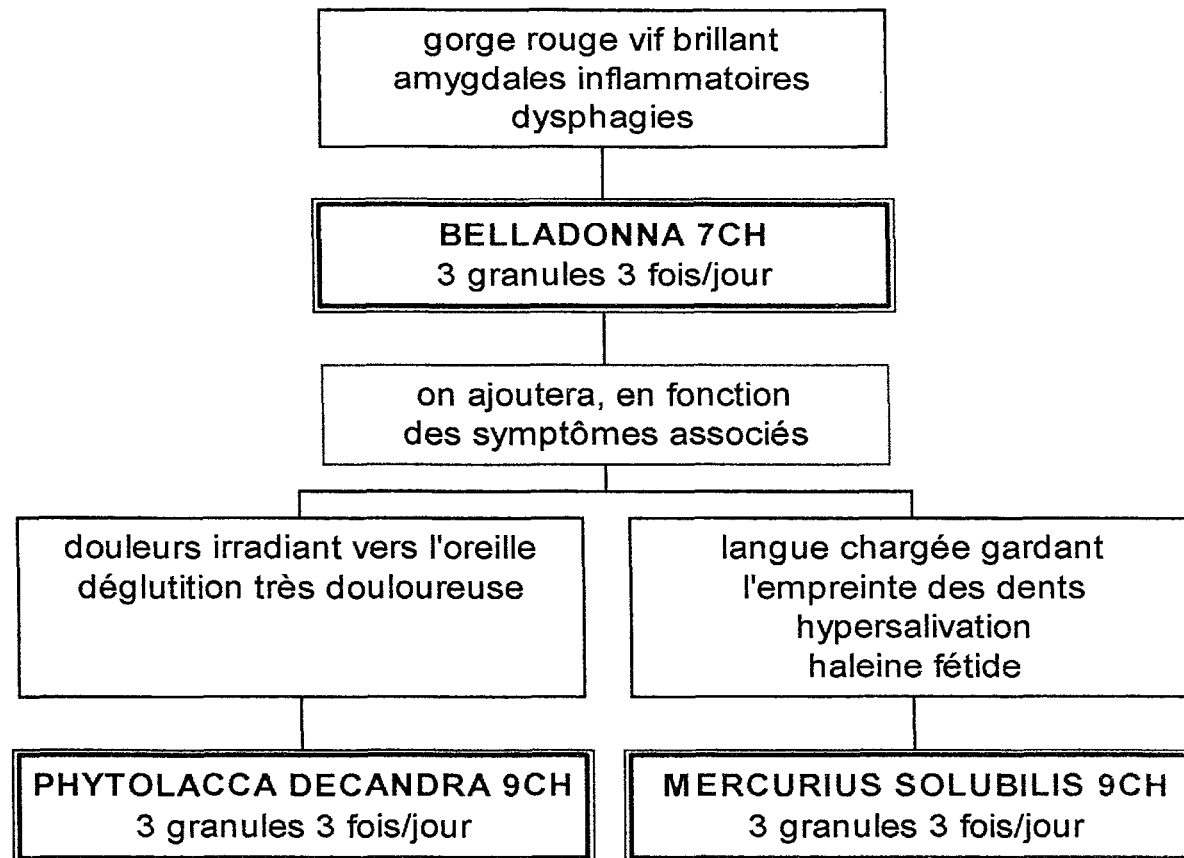 gorge rouge vif brillant
amygdales inflammatoires
dysphagies
BELLADONNA 7CH
3 granules 3 fois/jour
on ajoutera, en fonction
des symptômes associés
douleurs irradiant vers l'oreille
déglutition très douloureuse
langue chargée gardant
l'empreinte des dents
hypersalivation
haleine fétide
PHYTOLACCA DECANDRA 9CH
3 granules 3 fois/jour
MERCURIUS SOLUBILIS 9CH
3 granules 3 fois/jour